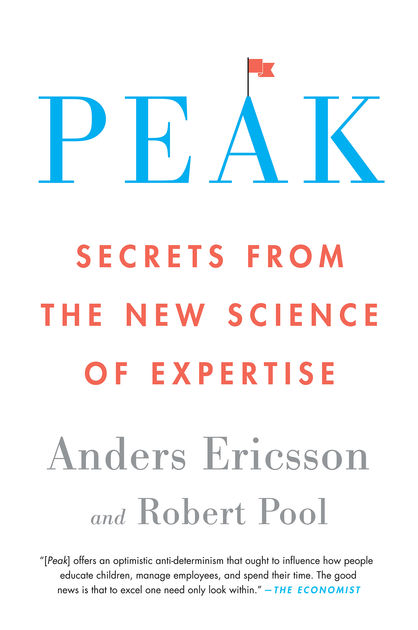 PEAK
SECRETS FROM
THE NEW SCIENCE
OF EXPERTISE
Anders Ericsson
and Robert Pool
“[Peak] offers an optimistic anti-determinism that ought to influence how people
educate children, manage employees, and spend their time. The good
news is that to excel one need only look within.” —THE ECONOMIST